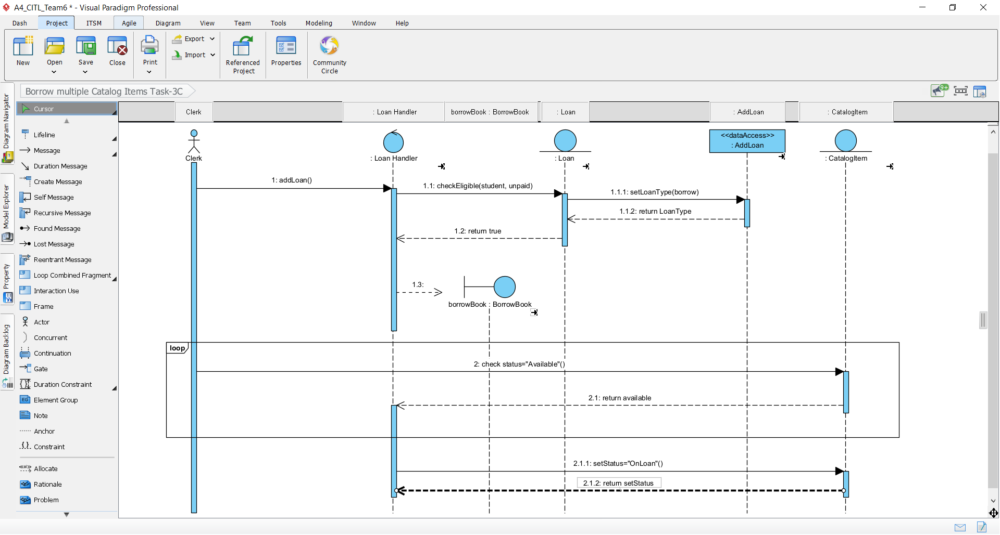 A4_CITL_Team6 * - Visual Paradigm Professional
Dash Project ITSM Agile Diagram View Team Tools Modeling Window Help
New
Open
Save
Close
Print
Export
Import
Referenced
Project
Properties
Community
Circle
Borrow multiple Catalog Items Task-3C
9+
Diagram Navigator
Model Explorer
Property
Diagram Backlog
Cursor
Lifeline
Message
Duration Message
Create Message
Self Message
Recursive Message
Found Message
Lost Message
Reentrant Message
Loop Combined Fragment
Interaction Use
Frame
Actor
Concurrent
Continuation
Gate
Duration Constraint
EG Element Group
Note
Anchor
{} Constraint
Allocate
Rationale
Problem
Clerk : Loan Handler borrowBook : BorrowBook : Loan : AddLoan : CatalogItem
<<dataAccess>>
: AddLoan
Clerk
: Loan Handler
: Loan
: CatalogItem
1: addLoan()
1.1: checkEligible(student, unpaid)
1.1.1: setLoanType(borrow)
1.1.2: return LoanType
1.2: return true
1.3:
borrowBook : BorrowBook
loop
2: check status="Available"()
2.1: return available
2.1.1: setStatus="OnLoan"()
2.1.2: return setStatus